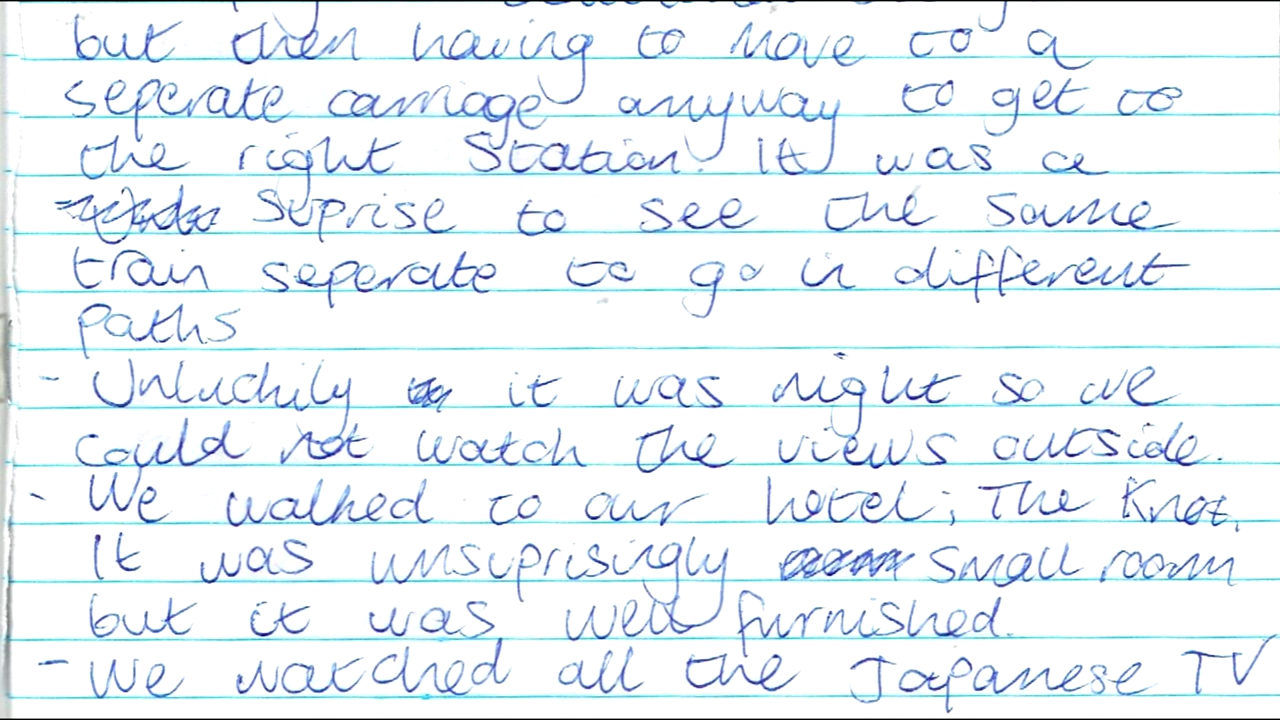 but then having to move to a
seperate carriage anyway to get to
the right Station. It was a
suprise to see the same
train seperate to go in different
paths
- Unluckily it was night so we
could not watch the views outside.
- We walked to our hotel; The Knot.
It was unsuprisingly small room
but it was well furnished.
- We watched all the Japanese TV